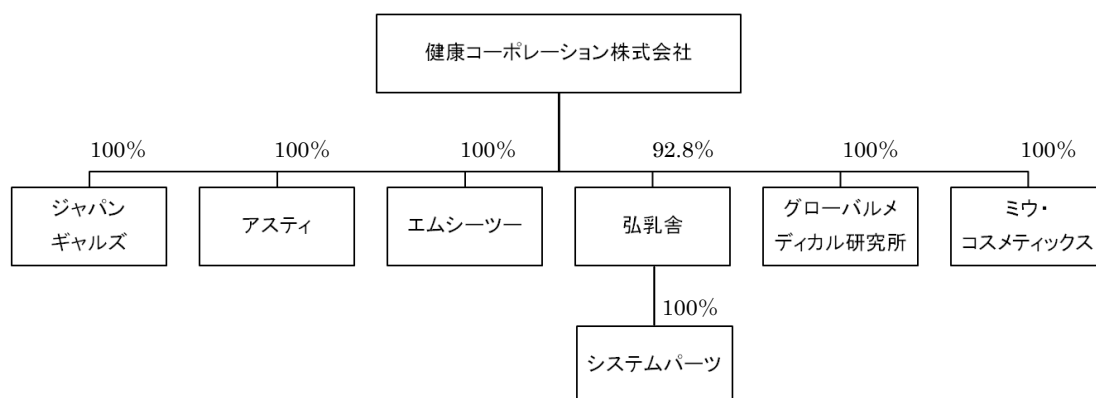 健康コーポレーション株式会社
100%
100%
100%
92.8%
100%
100%
ジャパン
ギャルズ
アスティ
エムシーツー
弘乳舎
グローバルメ
ディカル研究所
ミウ・
コスメティックス
100%
システムパーツ